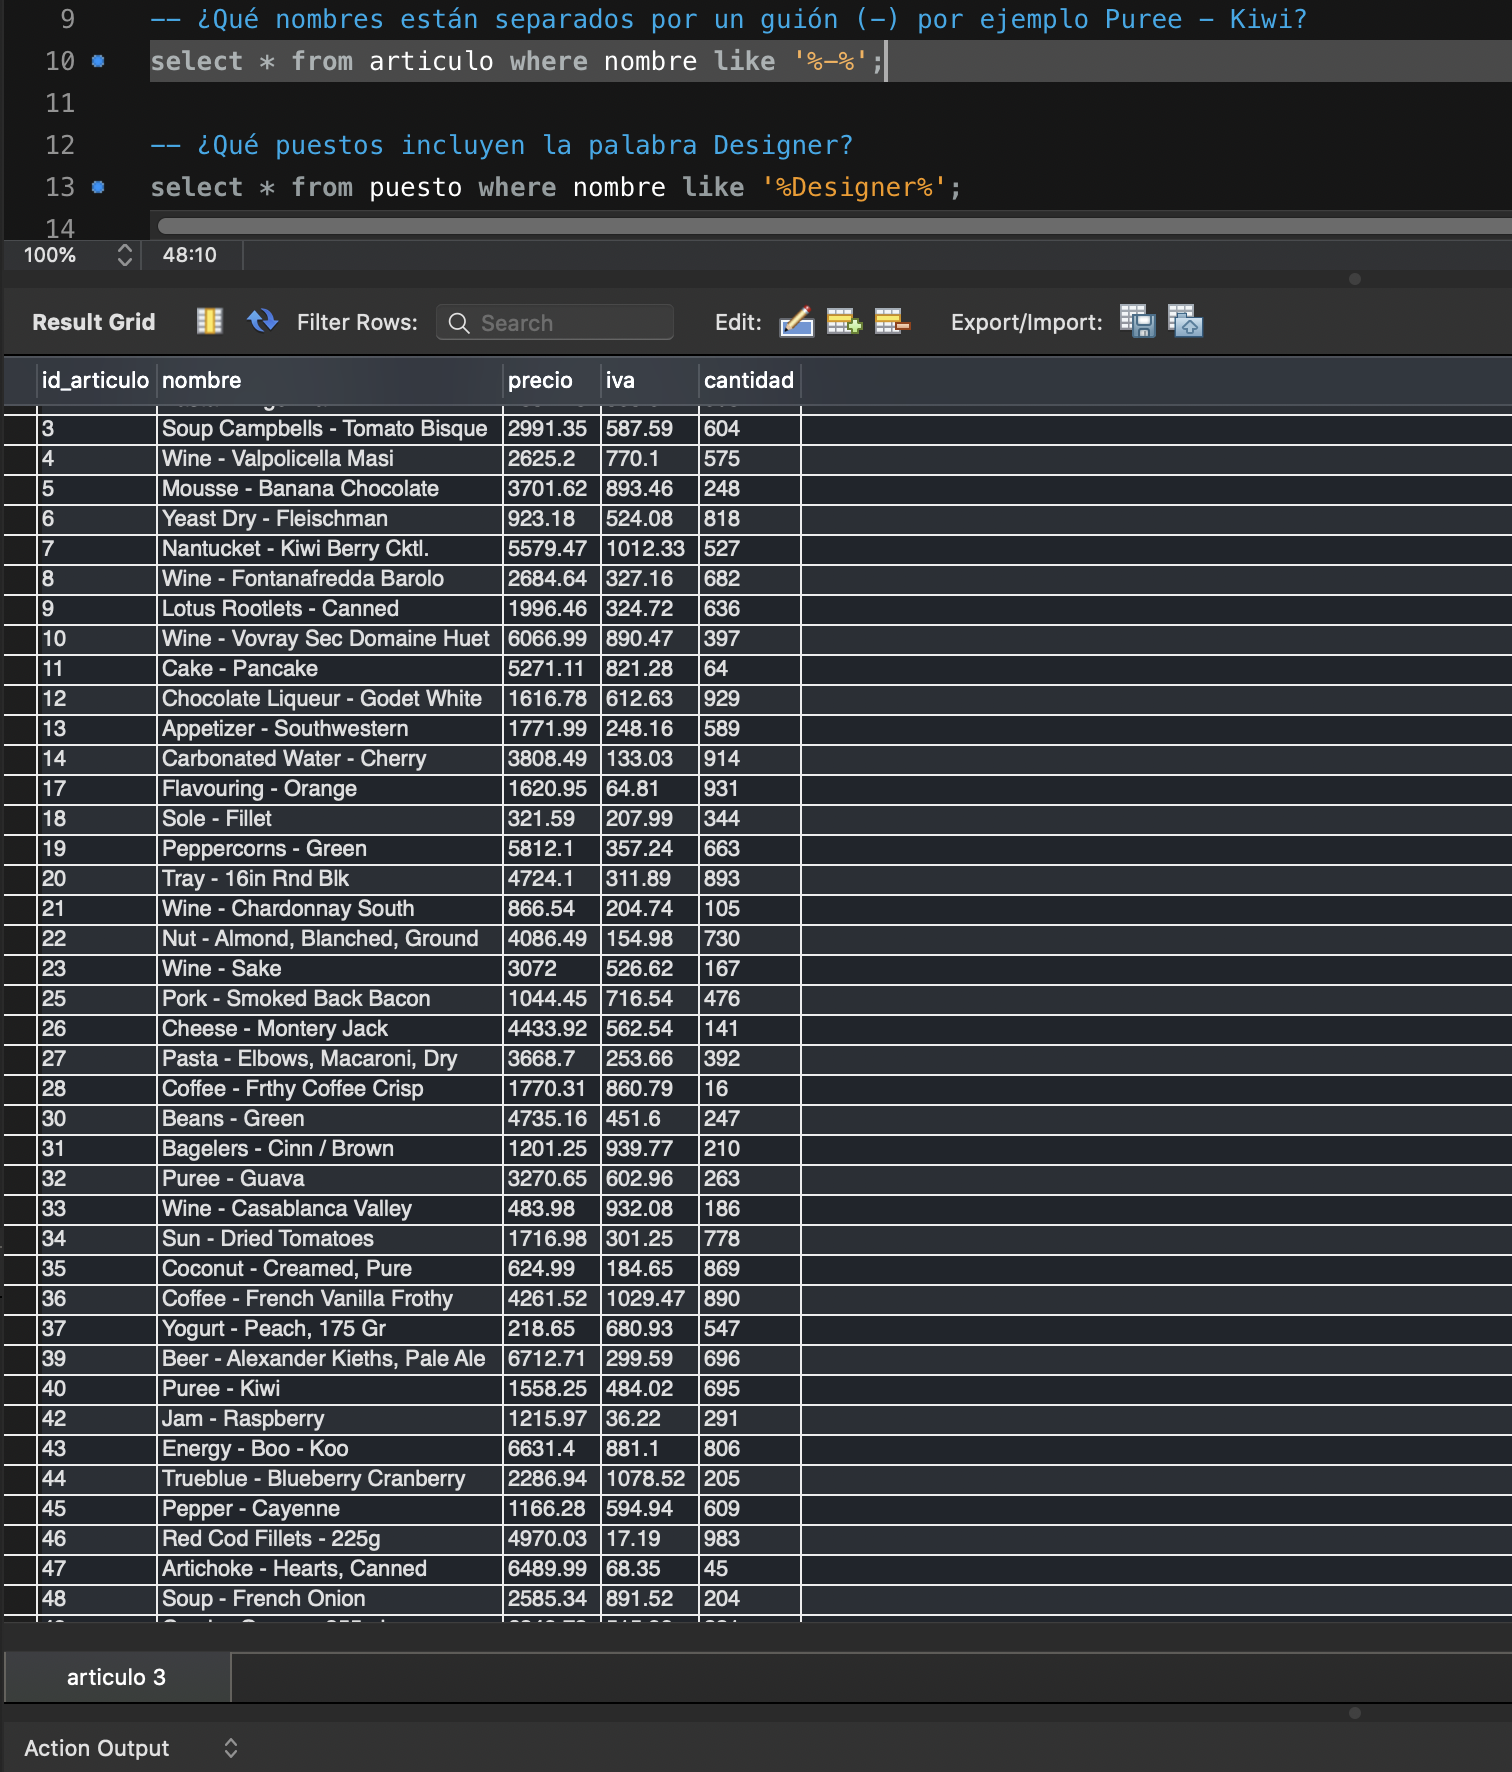 9 -- ¿Qué nombres están separados por un guión (-) por ejemplo Puree - Kiwi?
10 select * from articulo where nombre like '%-%';
11
12 -- ¿Qué puestos incluyen la palabra Designer?
13 select * from puesto where nombre like '%Designer%';
14
100% 48:10
Result Grid Filter Rows: Search Edit: Export/Import:
id_articulo nombre precio iva cantidad
3 Soup Campbells - Tomato Bisque 2991.35 587.59 604
4 Wine - Valpolicella Masi 2625.2 770.1 575
5 Mousse - Banana Chocolate 3701.62 893.46 248
6 Yeast Dry - Fleischman 923.18 524.08 818
7 Nantucket - Kiwi Berry Cktl. 5579.47 1012.33 527
8 Wine - Fontanafredda Barolo 2684.64 327.16 682
9 Lotus Rootlets - Canned 1996.46 324.72 636
10 Wine - Vovray Sec Domaine Huet 6066.99 890.47 397
11 Cake - Pancake 5271.11 821.28 64
12 Chocolate Liqueur - Godet White 1616.78 612.63 929
13 Appetizer - Southwestern 1771.99 248.16 589
14 Carbonated Water - Cherry 3808.49 133.03 914
17 Flavouring - Orange 1620.95 64.81 931
18 Sole - Fillet 321.59 207.99 344
19 Peppercorns - Green 5812.1 357.24 663
20 Tray - 16in Rnd Blk 4724.1 311.89 893
21 Wine - Chardonnay South 866.54 204.74 105
22 Nut - Almond, Blanched, Ground 4086.49 154.98 730
23 Wine - Sake 3072 526.62 167
25 Pork - Smoked Back Bacon 1044.45 716.54 476
26 Cheese - Montery Jack 4433.92 562.54 141
27 Pasta - Elbows, Macaroni, Dry 3668.7 253.66 392
28 Coffee - Frthy Coffee Crisp 1770.31 860.79 16
30 Beans - Green 4735.16 451.6 247
31 Bagelers - Cinn / Brown 1201.25 939.77 210
32 Puree - Guava 3270.65 602.96 263
33 Wine - Casablanca Valley 483.98 932.08 186
34 Sun - Dried Tomatoes 1716.98 301.25 778
35 Coconut - Creamed, Pure 624.99 184.65 869
36 Coffee - French Vanilla Frothy 4261.52 1029.47 890
37 Yogurt - Peach, 175 Gr 218.65 680.93 547
39 Beer - Alexander Kieths, Pale Ale 6712.71 299.59 696
40 Puree - Kiwi 1558.25 484.02 695
42 Jam - Raspberry 1215.97 36.22 291
43 Energy - Boo - Koo 6631.4 881.1 806
44 Trueblue - Blueberry Cranberry 2286.94 1078.52 205
45 Pepper - Cayenne 1166.28 594.94 609
46 Red Cod Fillets - 225g 4970.03 17.19 983
47 Artichoke - Hearts, Canned 6489.99 68.35 45
48 Soup - French Onion 2585.34 891.52 204
articulo 3
Action Output